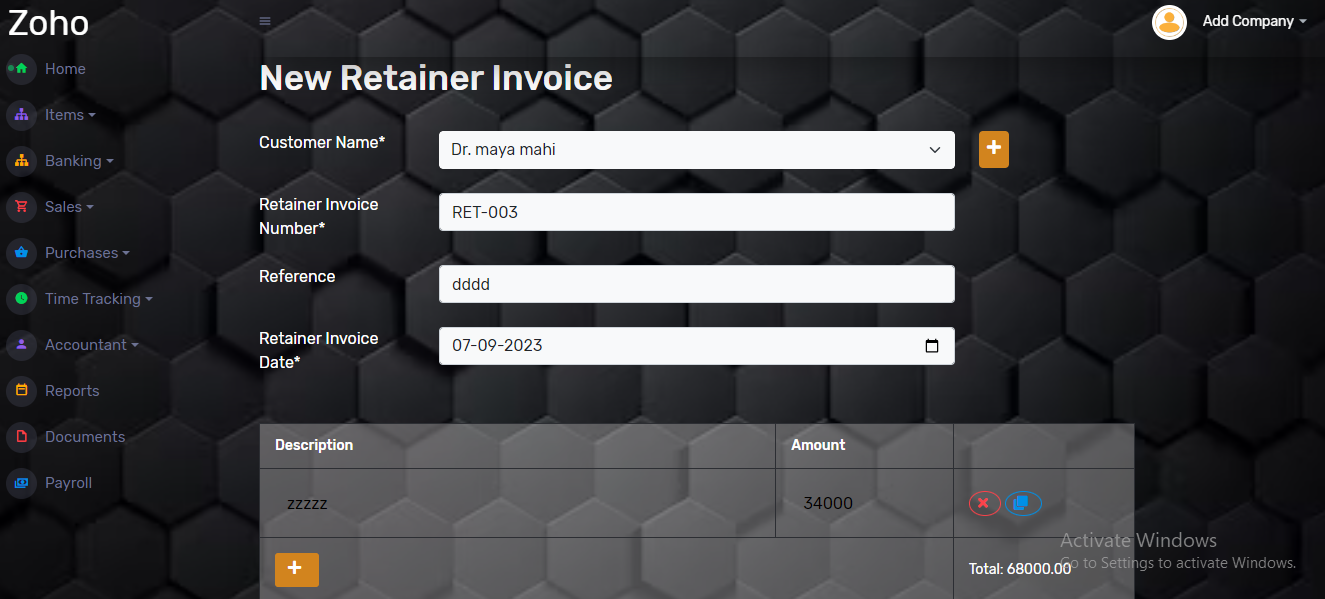 Zoho
Add Company
Home
Items
Banking
Sales
Purchases
Time Tracking
Accountant
Reports
Documents
Payroll
New Retainer Invoice
Customer Name*
Dr. maya mahi
Retainer Invoice
Number*
RET-003
Reference
dddd
Retainer Invoice
Date*
07-09-2023
Description
Amount
zzzzz
34000
Total: 68000.00
Activate Windows
Go to Settings to activate Windows.